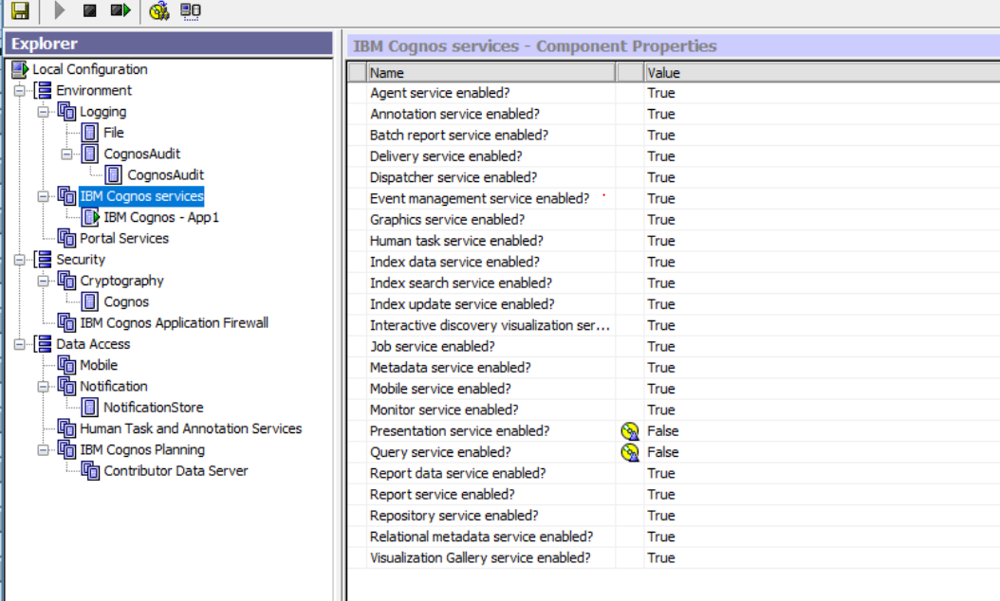 Explorer
Local Configuration
Environment
Logging
File
CognosAudit
CognosAudit
IBM Cognos services
IBM Cognos - App1
Portal Services
Security
Cryptography
Cognos
IBM Cognos Application Firewall
Data Access
Mobile
Notification
NotificationStore
Human Task and Annotation Services
IBM Cognos Planning
Contributor Data Server
IBM Cognos services - Component Properties
Name Value
Agent service enabled? True
Annotation service enabled? True
Batch report service enabled? True
Delivery service enabled? True
Dispatcher service enabled? True
Event management service enabled? True
Graphics service enabled? True
Human task service enabled? True
Index data service enabled? True
Index search service enabled? True
Index update service enabled? True
Interactive discovery visualization ser... True
Job service enabled? True
Metadata service enabled? True
Mobile service enabled? True
Monitor service enabled? True
Presentation service enabled? False
Query service enabled? False
Report data service enabled? True
Report service enabled? True
Repository service enabled? True
Relational metadata service enabled? True
Visualization Gallery service enabled? True